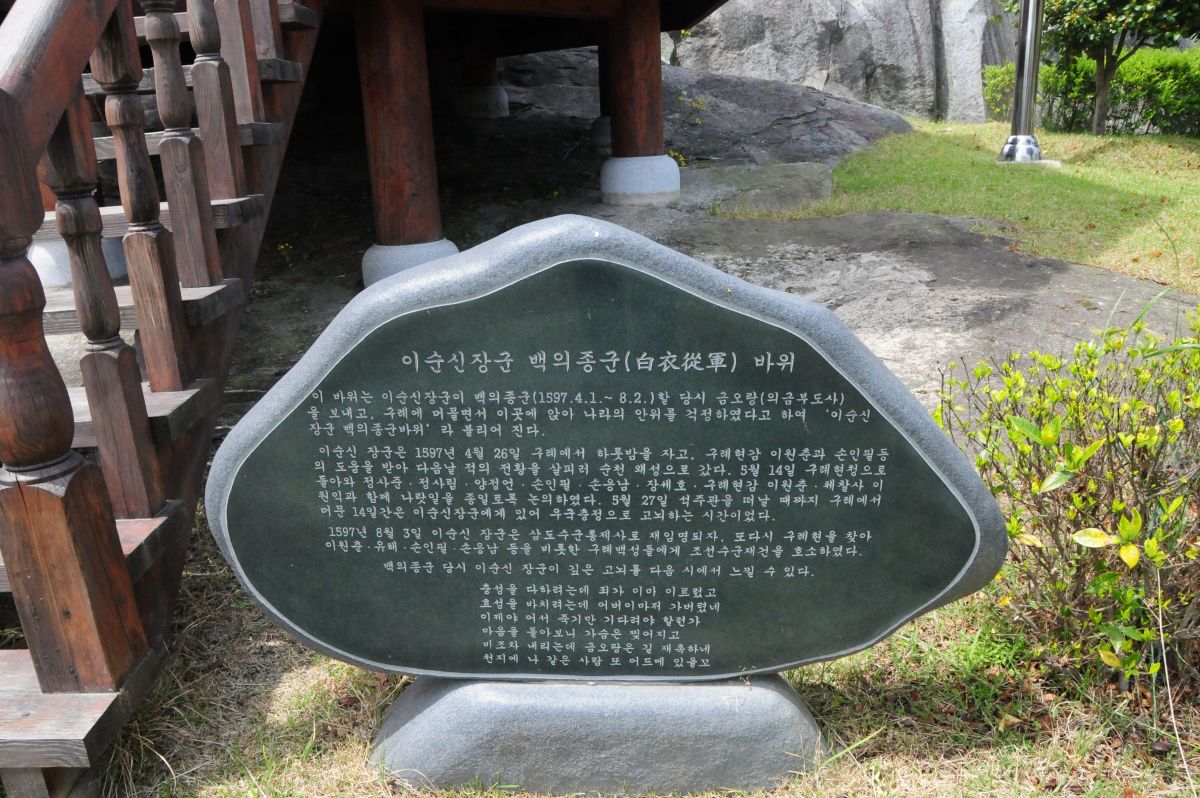 이순신장군 백의종군(白衣從軍) 바위
이 바위는 이순신장군이 백의종군(1597.4.1.~ 8.2.)할 당시 금오랑(의금부도사)
을 보내고, 구례에 머물면서 이곳에 앉아 나라의 안위를 걱정하였다고 하여 '이순신
장군 백의종군바위' 라 불리어 진다.
이순신 장군은 1597년 4월 26일 구례에서 하룻밤을 자고, 구례현감 이원춘과 손인필등
의 도움을 받아 다음날 적의 전황을 살피러 순천 왜성으로 갔다. 5월 14일 구례현청으로
돌아와 정사준·정사립·양정언·손인필·손응남·장세호·구례현감 이원춘·체찰사 이
원익과 함께 나랏일을 종일토록 논의하였다. 5월 27일 석주관을 떠날 때까지 구례에서
머문 14일간은 이순신장군에게 있어 우국충정으로 고뇌하는 시간이었다.
1597년 8월 3일 이순신 장군은 삼도수군통제사로 재임명되자, 또다시 구례현을 찾아
이원춘·유해·손인필·손응남 등을 비롯한 구례백성들에게 조선수군재건을 호소하였다.
백의종군 당시 이순신 장군이 깊은 고뇌를 다음 시에서 느낄 수 있다.
충성을 다하려는데 죄가 이마 이르렀고
효성을 바치려는데 어버이마저 가버렸네
이제야 어서 죽기만 기다려야 할런가
마음을 돌아보니 가슴은 찢어지고
비조차 내리는데 금오랑은 길 재촉하네
천지에 나 같은 사람 또 어드메 있을꼬